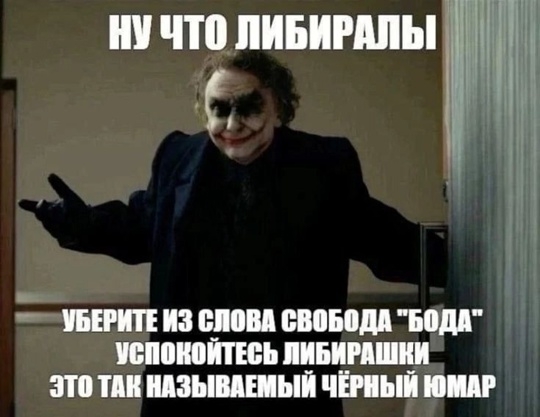 НУ ЧТО ЛИБИРАЛЫ
УБЕРИТЕ ИЗ СЛОВА СВОБОДА "БОДА"
УСПОКОЙТЕСЬ ЛИБИРАШКИ
ЭТО ТАК НАЗЫВАЕМЫЙ ЧЁРНЫЙ ЮМАР